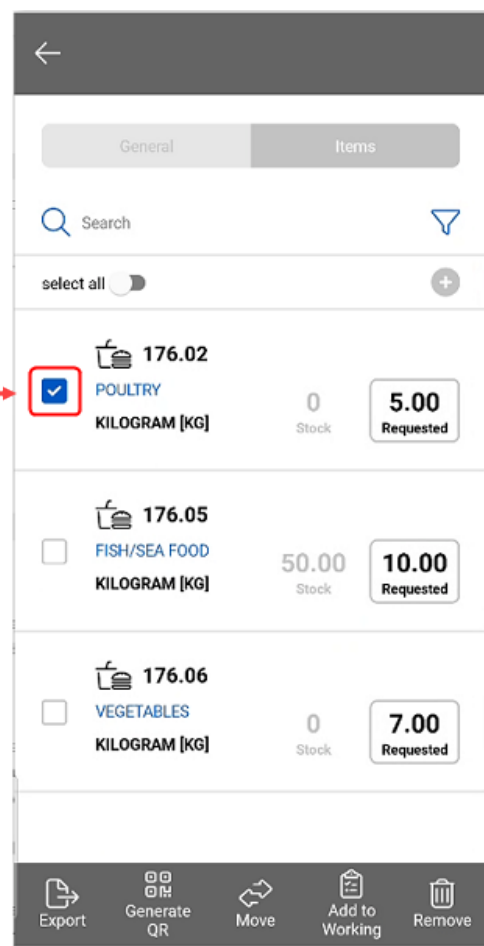 General
Items
Search
select all
176.02
POULTRY
KILOGRAM [KG]
0
Stock
5.00
Requested
176.05
FISH/SEA FOOD
KILOGRAM [KG]
50.00
Stock
10.00
Requested
176.06
VEGETABLES
KILOGRAM [KG]
0
Stock
7.00
Requested
Export
Generate
QR
Move
Add to
Working
Remove